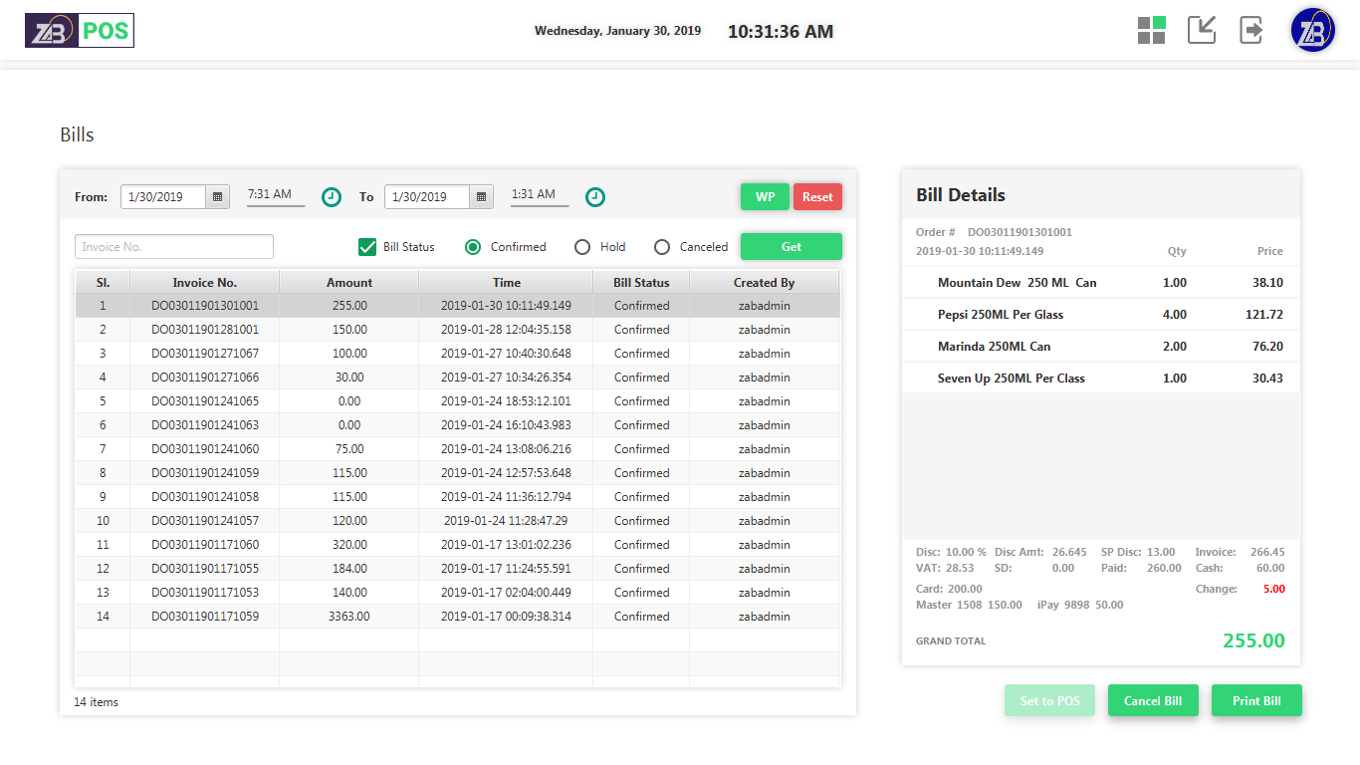 ZB POS Wednesday, January 30, 2019 10:31:36 AM ZB
Bills
From: 1/30/2019 7:31 AM To 1/30/2019 1:31 AM WP Reset
Invoice No. Bill Status Confirmed Hold Canceled Get
Sl. Invoice No. Amount Time Bill Status Created By
1 DO03011901301001 255.00 2019-01-30 10:11:49.149 Confirmed zabadmin
2 DO03011901281001 150.00 2019-01-28 12:04:35.158 Confirmed zabadmin
3 DO03011901271067 100.00 2019-01-27 10:40:30.648 Confirmed zabadmin
4 DO03011901271066 30.00 2019-01-27 10:34:26.354 Confirmed zabadmin
5 DO03011901241065 0.00 2019-01-24 18:53:12.101 Confirmed zabadmin
6 DO03011901241063 0.00 2019-01-24 16:10:43.983 Confirmed zabadmin
7 DO03011901241060 75.00 2019-01-24 13:08:06.216 Confirmed zabadmin
8 DO03011901241059 115.00 2019-01-24 12:57:53.648 Confirmed zabadmin
9 DO03011901241058 115.00 2019-01-24 11:36:12.794 Confirmed zabadmin
10 DO03011901241057 120.00 2019-01-24 11:28:47.29 Confirmed zabadmin
11 DO03011901171060 320.00 2019-01-17 13:01:02.236 Confirmed zabadmin
12 DO03011901171055 184.00 2019-01-17 11:24:55.591 Confirmed zabadmin
13 DO03011901171053 140.00 2019-01-17 02:04:00.449 Confirmed zabadmin
14 DO03011901171059 3363.00 2019-01-17 00:09:38.314 Confirmed zabadmin
14 items
Bill Details
Order # DO03011901301001
2019-01-30 10:11:49.149 Qty Price
Mountain Dew 250 ML Can 1.00 38.10
Pepsi 250ML Per Glass 4.00 121.72
Marinda 250ML Can 2.00 76.20
Seven Up 250ML Per Class 1.00 30.43
Disc: 10.00 % Disc Amt: 26.645 SP Disc: 13.00 Invoice: 266.45
VAT: 28.53 SD: 0.00 Paid: 260.00 Cash: 60.00
Card: 200.00 Change: 5.00
Master 1508 150.00 iPay 9898 50.00
GRAND TOTAL 255.00
Set to POS Cancel Bill Print Bill